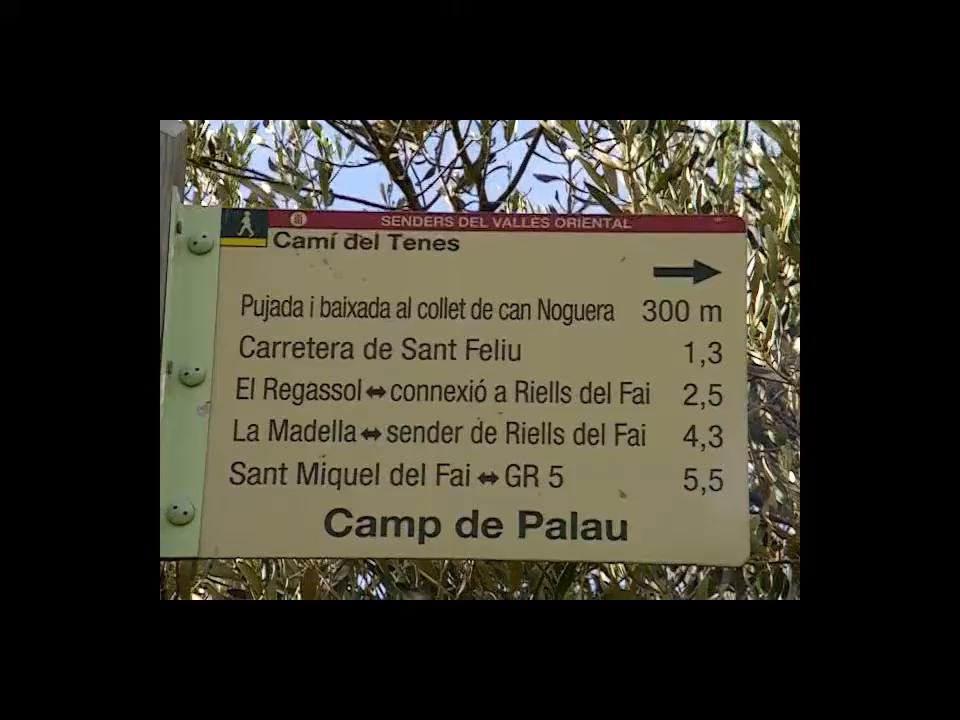 SENDERS DEL VALLÈS ORIENTAL
Camí del Tenes
Pujada i baixada al collet de can Noguera 300 m
Carretera de Sant Feliu 1,3
El Regassol ↔ connexió a Riells del Fai 2,5
La Madella ↔ sender de Riells del Fai 4,3
Sant Miquel del Fai ↔ GR 5 5,5
Camp de Palau